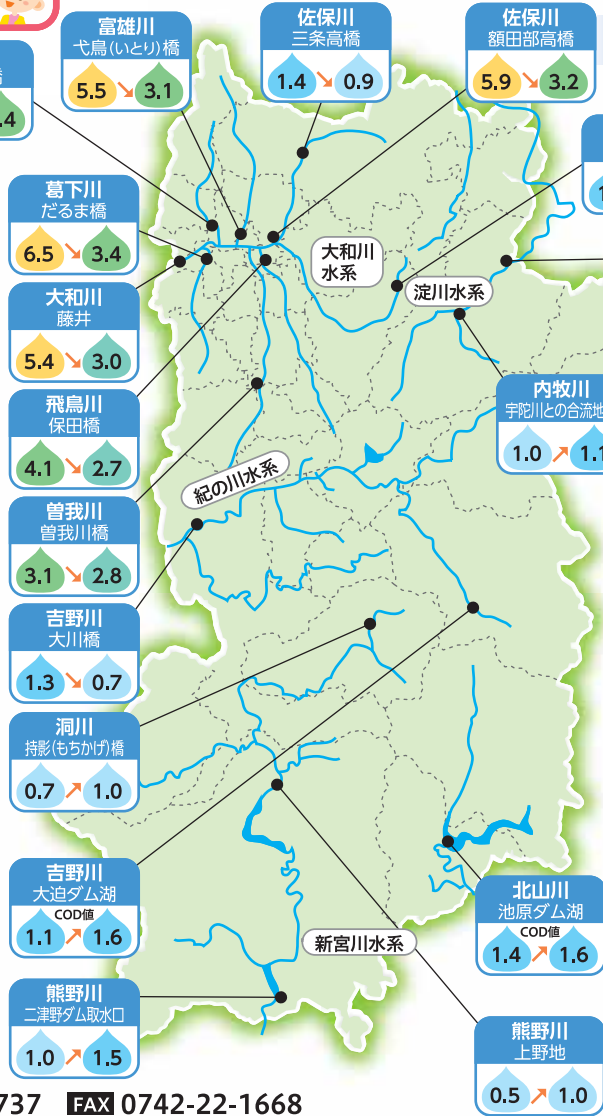 富雄川
弋鳥(いとり)橋
5.5 ↘ 3.1
佐保川
三条高橋
1.4 ↘ 0.9
佐保川
額田部高橋
5.9 ↘ 3.2
橋
.4
葛下川
だるま橋
6.5 ↘ 3.4
大和川
藤井
5.4 ↘ 3.0
飛鳥川
保田橋
4.1 ↘ 2.7
曽我川
曽我川橋
3.1 ↘ 2.8
吉野川
大川橋
1.3 ↘ 0.7
洞川
持影(もちかげ)橋
0.7 ↗ 1.0
吉野川
大迫ダム湖
COD値
1.1 ↗ 1.6
熊野川
二津野ダム取水口
1.0 ↗ 1.5
大和川
水系
淀川水系
内牧川
宇陀川との合流地
1.0 ↗ 1.1
紀の川水系
新宮川水系
北山川
池原ダム湖
COD値
1.4 ↗ 1.6
熊野川
上野地
0.5 ↗ 1.0
737 FAX 0742-22-1668